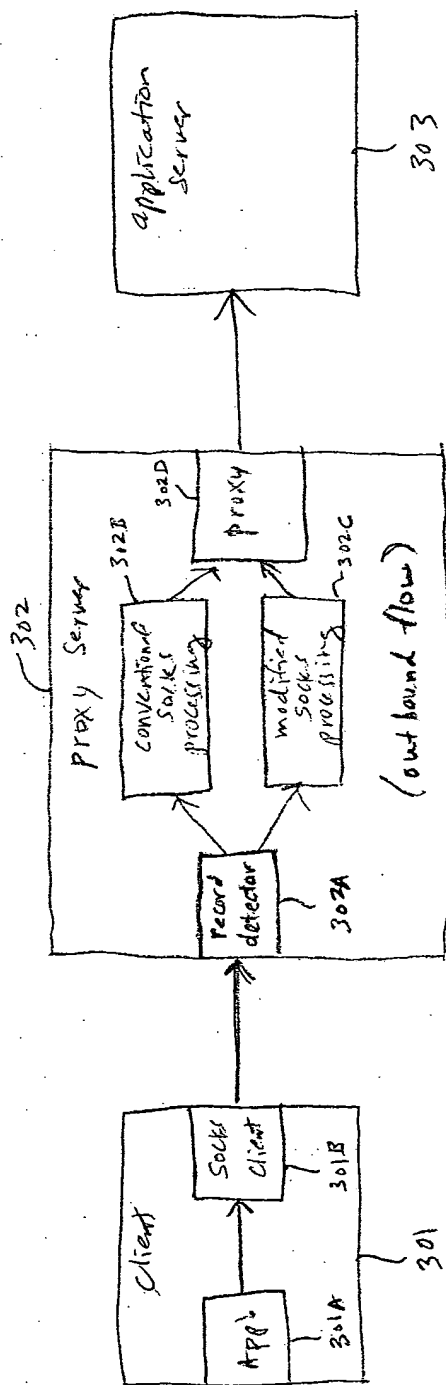 Client
Appl.
301A
Socks
Client
301B
301
302
Proxy Server
record
detector
302A
conventional
socks
processing
302B
modified
socks
processing
302C
proxy
302D
(outbound flow)
application
server
303